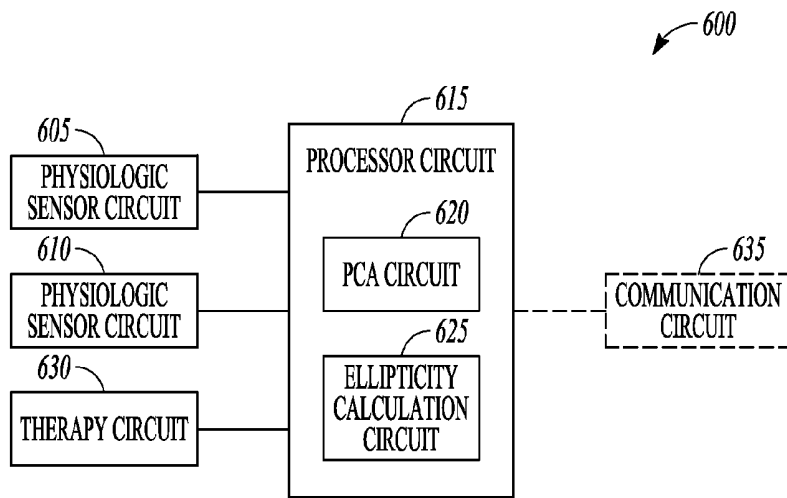 600
615
605
PROCESSOR CIRCUIT
PHYSIOLOGIC
SENSOR CIRCUIT
620
610
PCA CIRCUIT
635
PHYSIOLOGIC
SENSOR CIRCUIT
COMMUNICATION
CIRCUIT
625
630
ELLIPTICITY
CALCULATION
CIRCUIT
THERAPY CIRCUIT